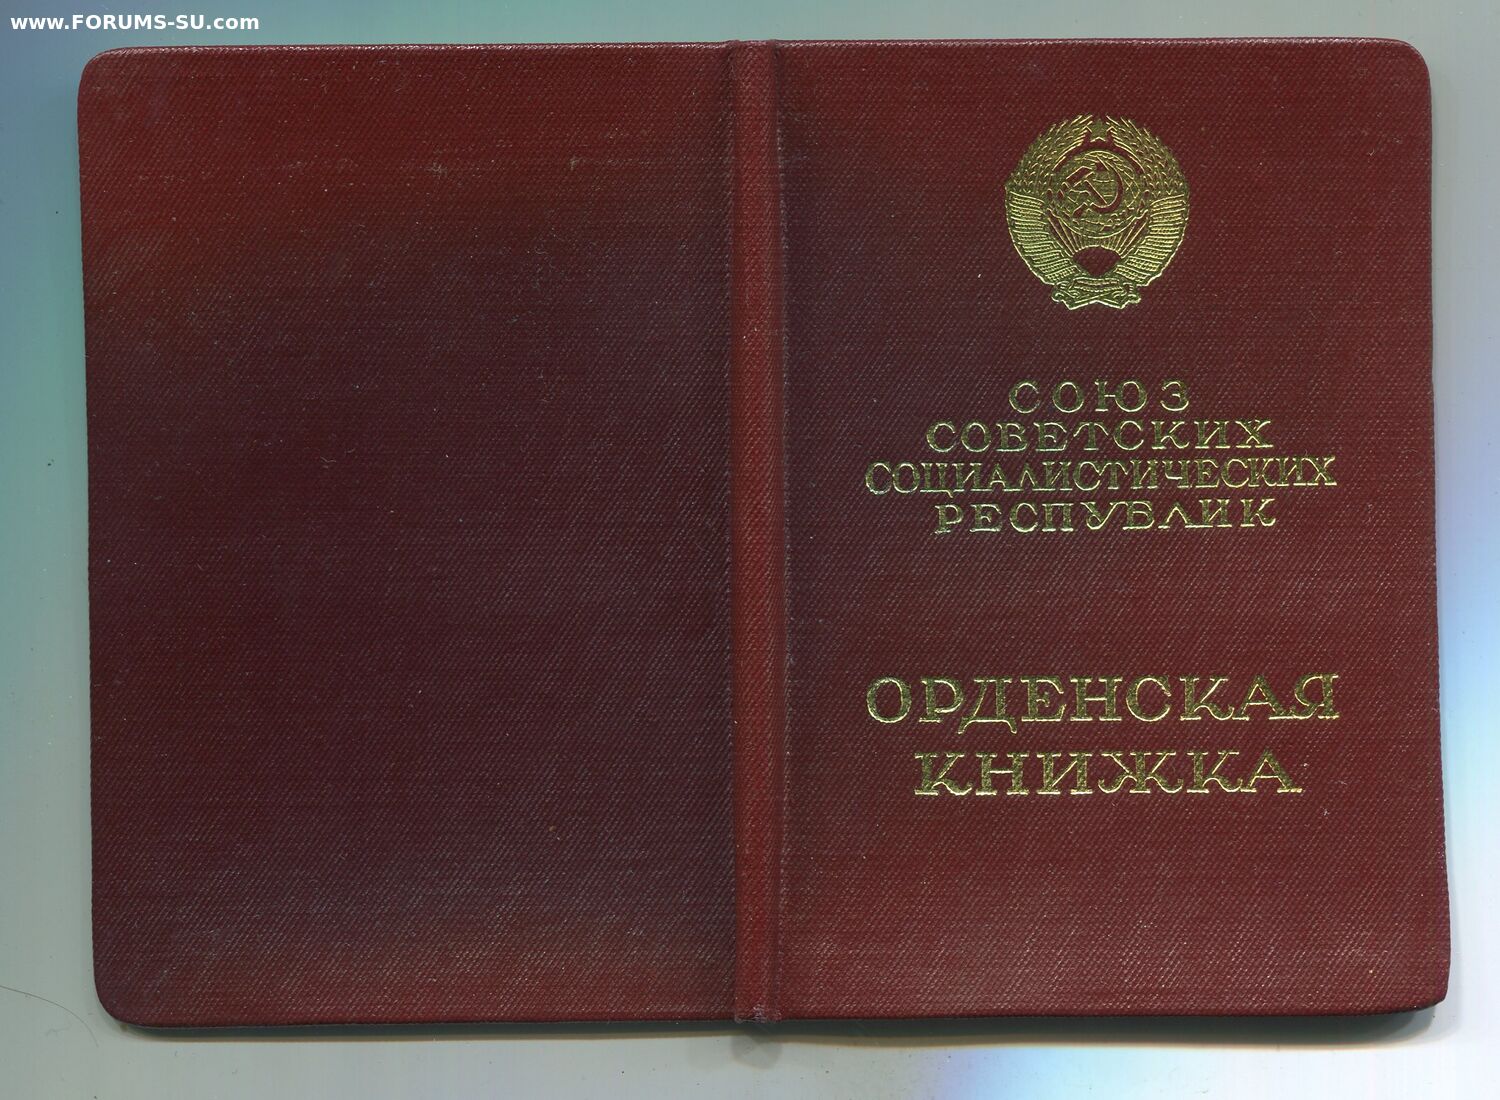 www.FORUMS-SU.com
СОЮЗ
СОВЕТСКИХ
СОЦИАЛИСТИЧЕСКИХ
РЕСПУБЛИК
ОРДЕНСКАЯ
КНИЖКА